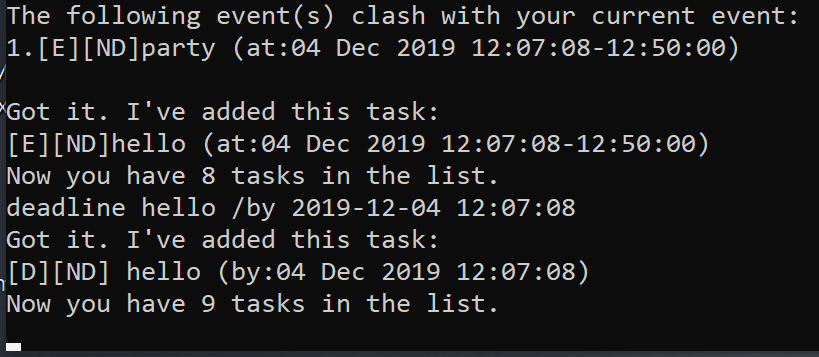 The following event(s) clash with your current event:
1.[E][ND]party (at:04 Dec 2019 12:07:08-12:50:00)
Got it. I've added this task:
[E][ND]hello (at:04 Dec 2019 12:07:08-12:50:00)
Now you have 8 tasks in the list.
deadline hello /by 2019-12-04 12:07:08
Got it. I've added this task:
[D][ND] hello (by:04 Dec 2019 12:07:08)
Now you have 9 tasks in the list.